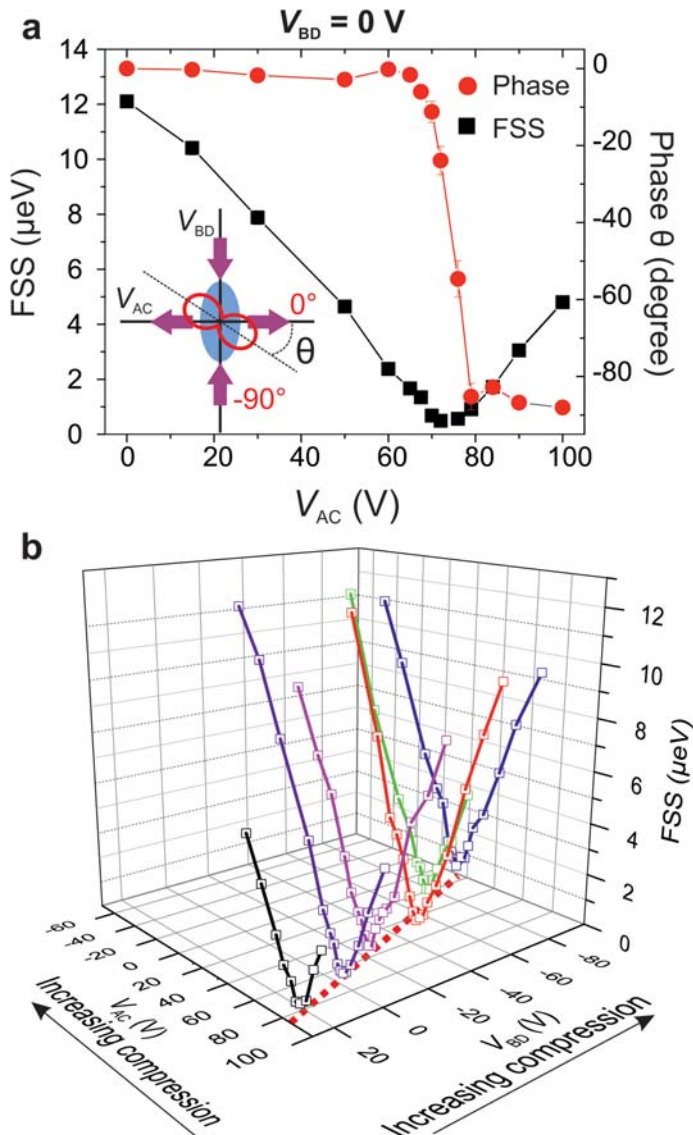 a
V_BD = 0 V
14
12
10
8
6
4
2
0
FSS (µeV)
0
-20
-40
-60
-80
Phase θ (degree)
Phase
FSS
V_BD
V_AC
0°
θ
-90°
0
20
40
60
80
100
V_AC (V)
b
12
10
8
6
4
2
0
FSS (µeV)
-60
-40
-20
0
20
40
60
80
100
V_AC (V)
Increasing compression
20
0
-20
-40
-60
-80
V_BD (V)
Increasing compression